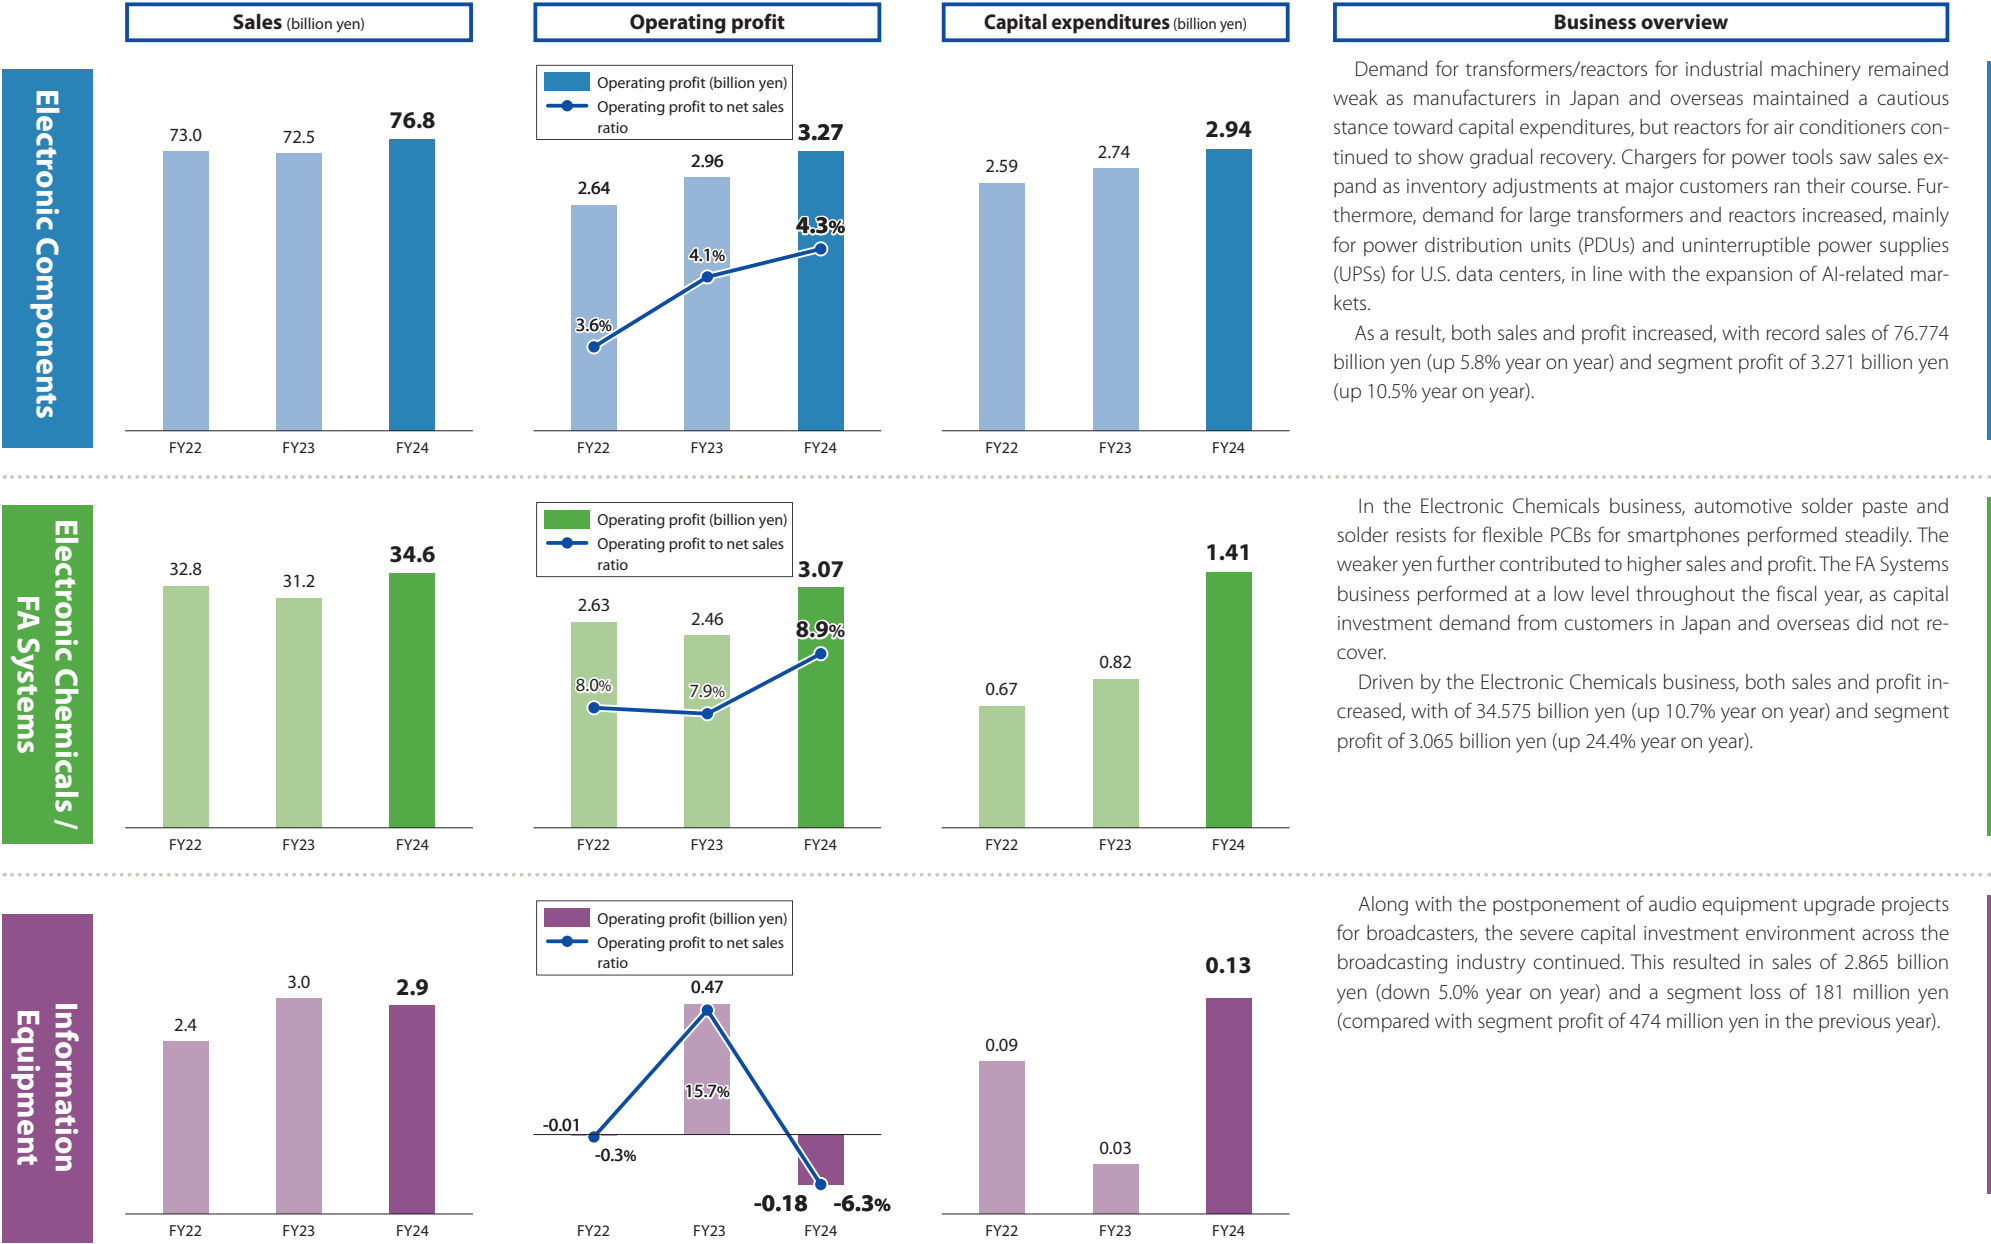 Sales (billion yen)
Operating profit
Capital expenditures (billion yen)
Business overview
Electronic Components
73.0
72.5
76.8
FY22
FY23
FY24
Operating profit (billion yen)
Operating profit to net sales
ratio
2.64
2.96
3.27
3.6%
4.1%
4.3%
FY22
FY23
FY24
2.59
2.74
2.94
FY22
FY23
FY24
Demand for transformers/reactors for industrial machinery remained
weak as manufacturers in Japan and overseas maintained a cautious
stance toward capital expenditures, but reactors for air conditioners con-
tinued to show gradual recovery. Chargers for power tools saw sales ex-
pand as inventory adjustments at major customers ran their course. Fur-
thermore, demand for large transformers and reactors increased, mainly
for power distribution units (PDUs) and uninterruptible power supplies
(UPSs) for U.S. data centers, in line with the expansion of AI-related mar-
kets.
As a result, both sales and profit increased, with record sales of 76.774
billion yen (up 5.8% year on year) and segment profit of 3.271 billion yen
(up 10.5% year on year).
Electronic Chemicals /
FA Systems
32.8
31.2
34.6
FY22
FY23
FY24
Operating profit (billion yen)
Operating profit to net sales
ratio
2.63
2.46
3.07
8.0%
7.9%
8.9%
FY22
FY23
FY24
0.67
0.82
1.41
FY22
FY23
FY24
In the Electronic Chemicals business, automotive solder paste and
solder resists for flexible PCBs for smartphones performed steadily. The
weaker yen further contributed to higher sales and profit. The FA Systems
business performed at a low level throughout the fiscal year, as capital
investment demand from customers in Japan and overseas did not re-
cover.
Driven by the Electronic Chemicals business, both sales and profit in-
creased, with of 34.575 billion yen (up 10.7% year on year) and segment
profit of 3.065 billion yen (up 24.4% year on year).
Information
Equipment
2.4
3.0
2.9
FY22
FY23
FY24
Operating profit (billion yen)
Operating profit to net sales
ratio
-0.01
0.47
-0.18
-0.3%
15.7%
-6.3%
FY22
FY23
FY24
0.09
0.03
0.13
FY22
FY23
FY24
Along with the postponement of audio equipment upgrade projects
for broadcasters, the severe capital investment environment across the
broadcasting industry continued. This resulted in sales of 2.865 billion
yen (down 5.0% year on year) and a segment loss of 181 million yen
(compared with segment profit of 474 million yen in the previous year).